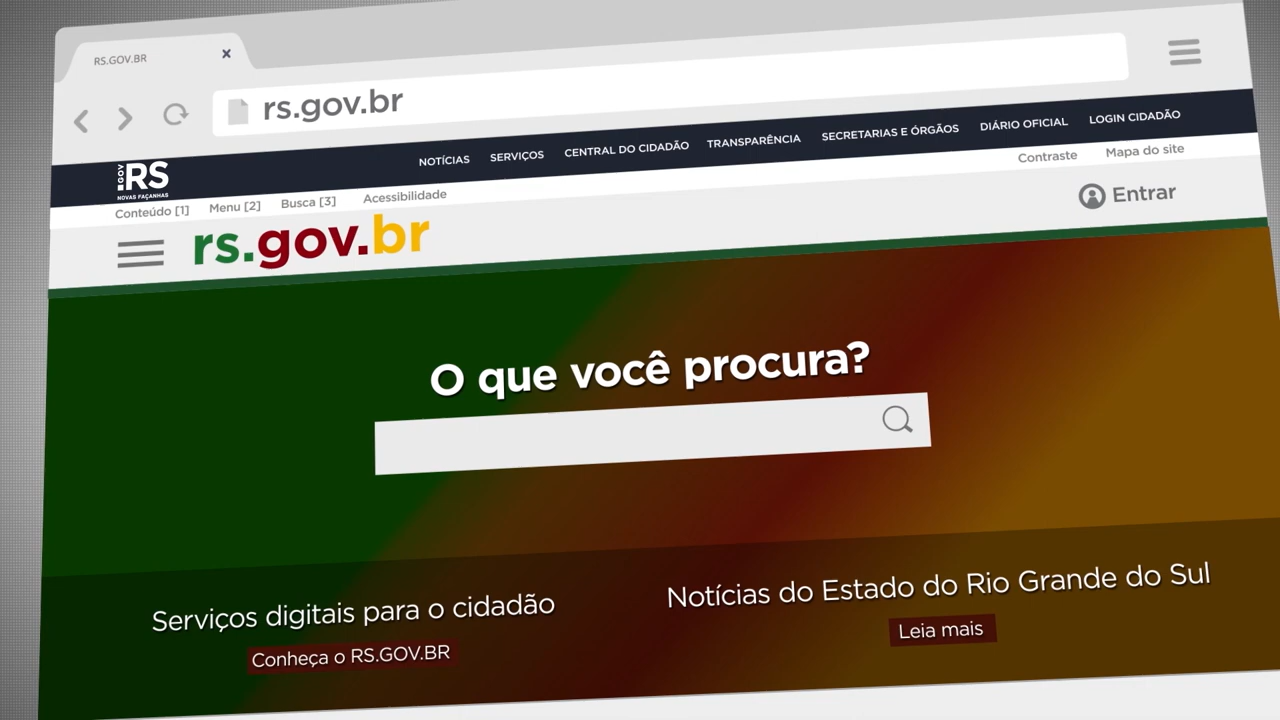 RS.GOV.BR
rs.gov.br
.GOV RS
NOVAS FAÇANHAS
NOTÍCIAS SERVIÇOS CENTRAL DO CIDADÃO TRANSPARÊNCIA SECRETARIAS E ÓRGÃOS DIÁRIO OFICIAL LOGIN CIDADÃO
Conteúdo [1] Menu [2] Busca [3] Acessibilidade Contraste Mapa do site
rs.gov.br Entrar
O que você procura?
Serviços digitais para o cidadão
Conheça o RS.GOV.BR
Notícias do Estado do Rio Grande do Sul
Leia mais